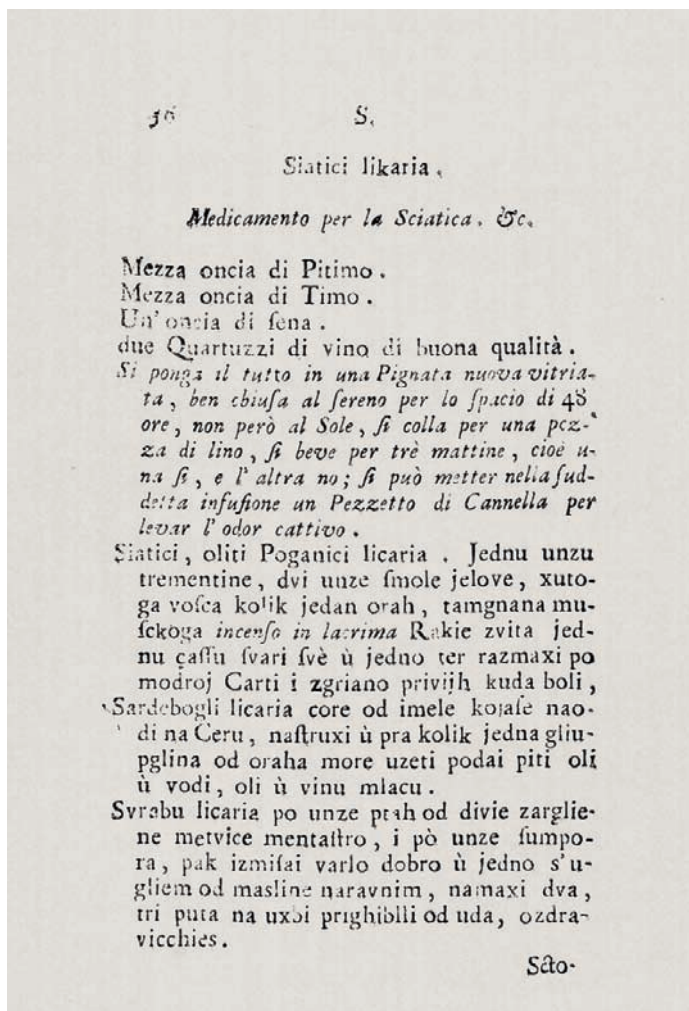 36 S.
Siatici likaria.
Medicamento per la Sciatica. &c.
Mezza oncia di Pitimo.
Mezza oncia di Timo.
Un' oncia di ſena.
due Quartuzzi di vino di buona qualità.
Si ponga il tutto in una Pignata nuova vitria-
ta, ben chiuſa al ſereno per lo ſpacio di 48
ore, non però al Sole, ſi colla per una pez-
za di lino, ſi beve per trè mattine, cioè u-
na ſi, e l' altra no; ſi può metter nella ſud-
detta infuſione un Pezzetto di Cannella per
levar l' odor cattivo.
Siatici, oliti Poganici licaria. Jednu unzu
trementine, dvi unze ſmole jelove, xuto-
ga voſca kolik jedan orah, tamgnana mu-
ſckoga incenſo in lacrima Rakie zvita jed-
nu çaſſu ſvari ſvè ù jedno ter razmaxi po
modroj Carti i zgriano privijh kuda boli,
Sardebogli licaria core od imele kojaſe nao-
di na Ceru, naſtruxi ù pra kolik jedna gliu-
pglina od oraha more uzeti podai piti oli
ù vodi, oli ù vinu mlacu.
Svrabu licaria po unze prah od divie zarglie-
ne metvice mentaſtro, i pò unze ſumpo-
ra, pak izmiſai varlo dobro ù jedno s' u-
gliem od masline naravnim, namaxi dva,
tri puta na uxbi prighiblii od uda, ozdra-
vicchies.
Scto-